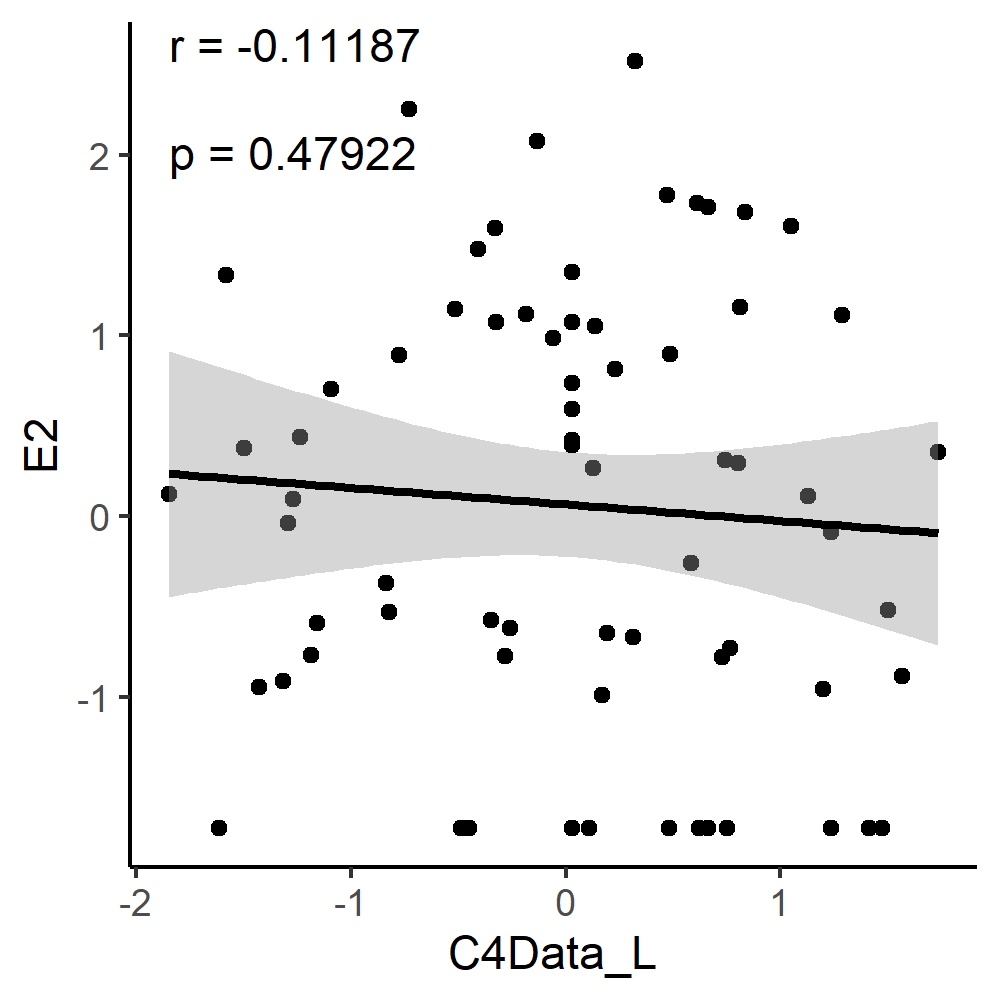 r = -0.11187
p = 0.47922
E2
2
1
0
-1
-2
-1
0
1
C4Data_L